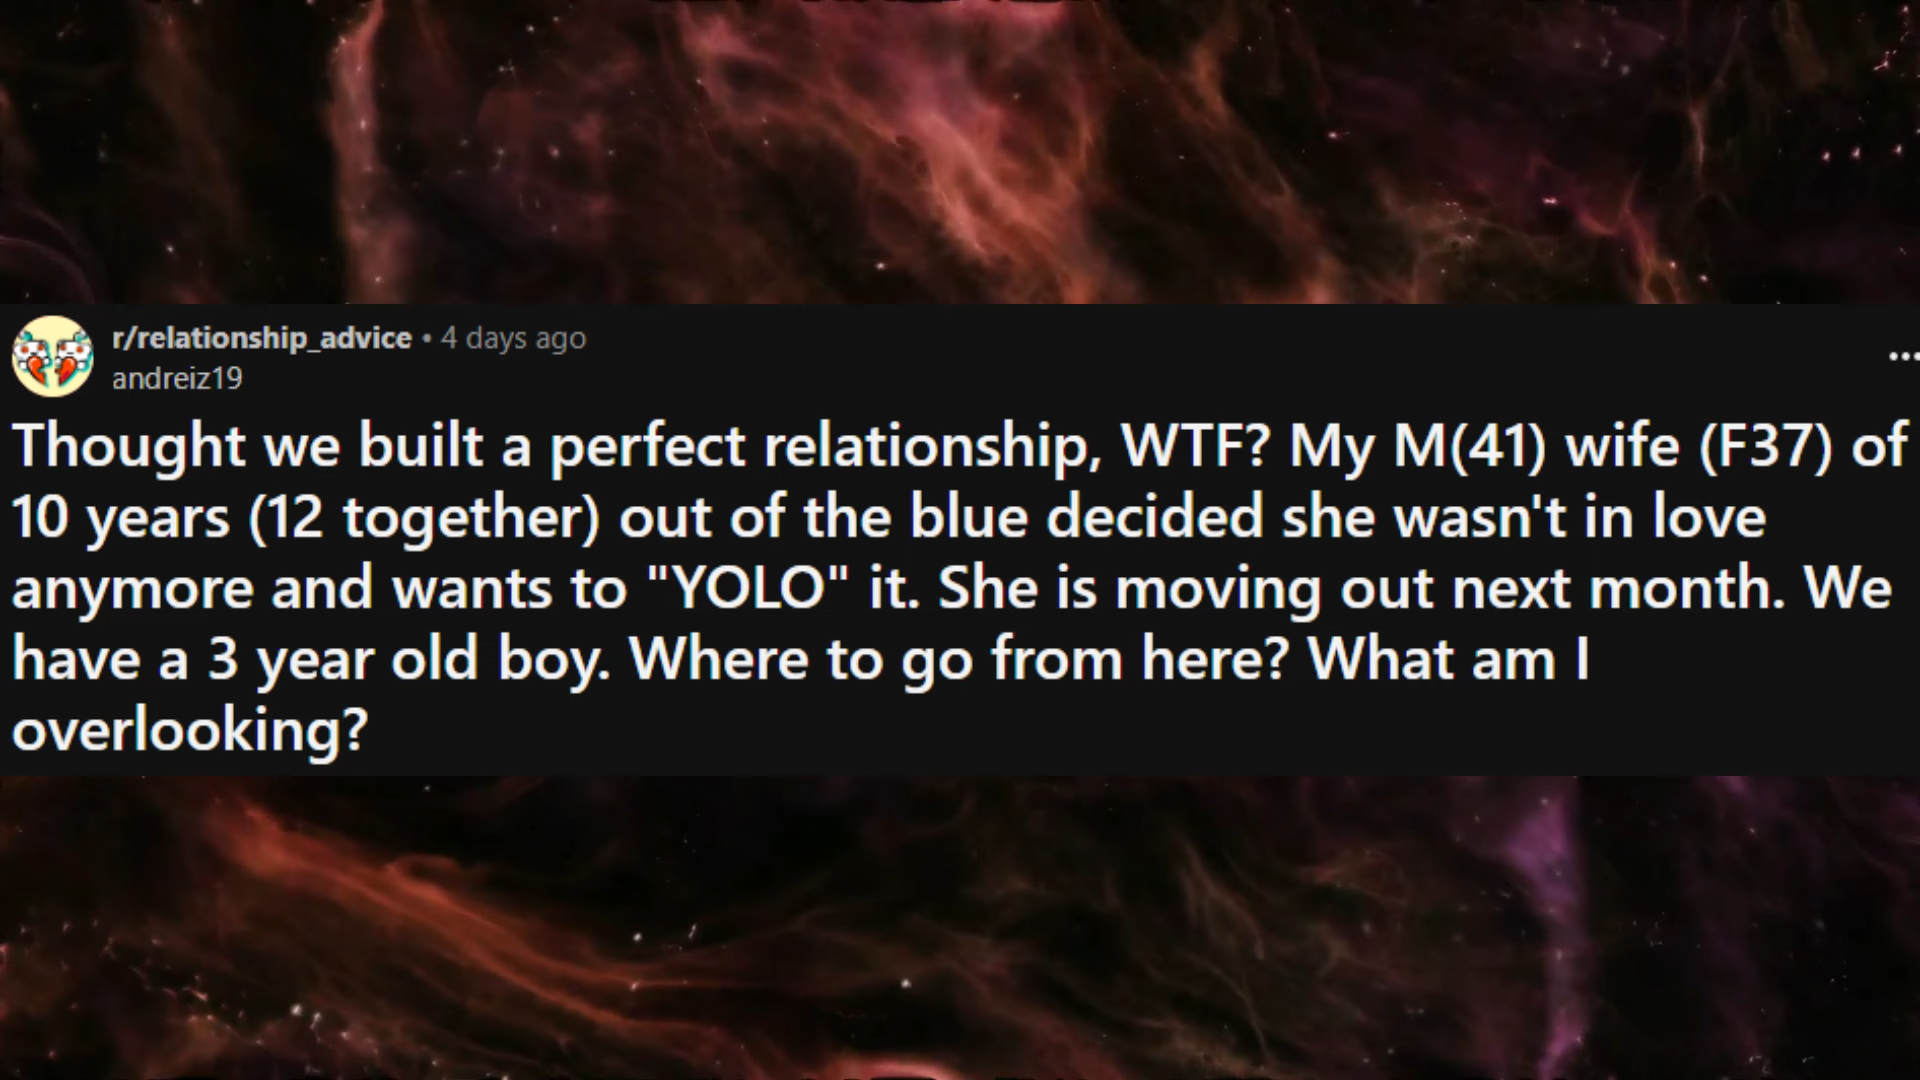 r/relationship_advice • 4 days ago
andreiz19
Thought we built a perfect relationship, WTF? My M(41) wife (F37) of
10 years (12 together) out of the blue decided she wasn't in love
anymore and wants to "YOLO" it. She is moving out next month. We
have a 3 year old boy. Where to go from here? What am I
overlooking?